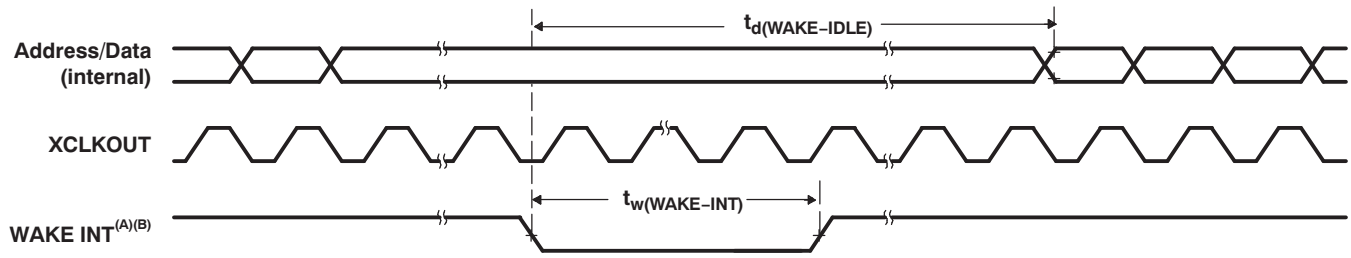 td(WAKE−IDLE)
Address/Data
(internal)
XCLKOUT
tw(WAKE−INT)
WAKE INT(A)(B)